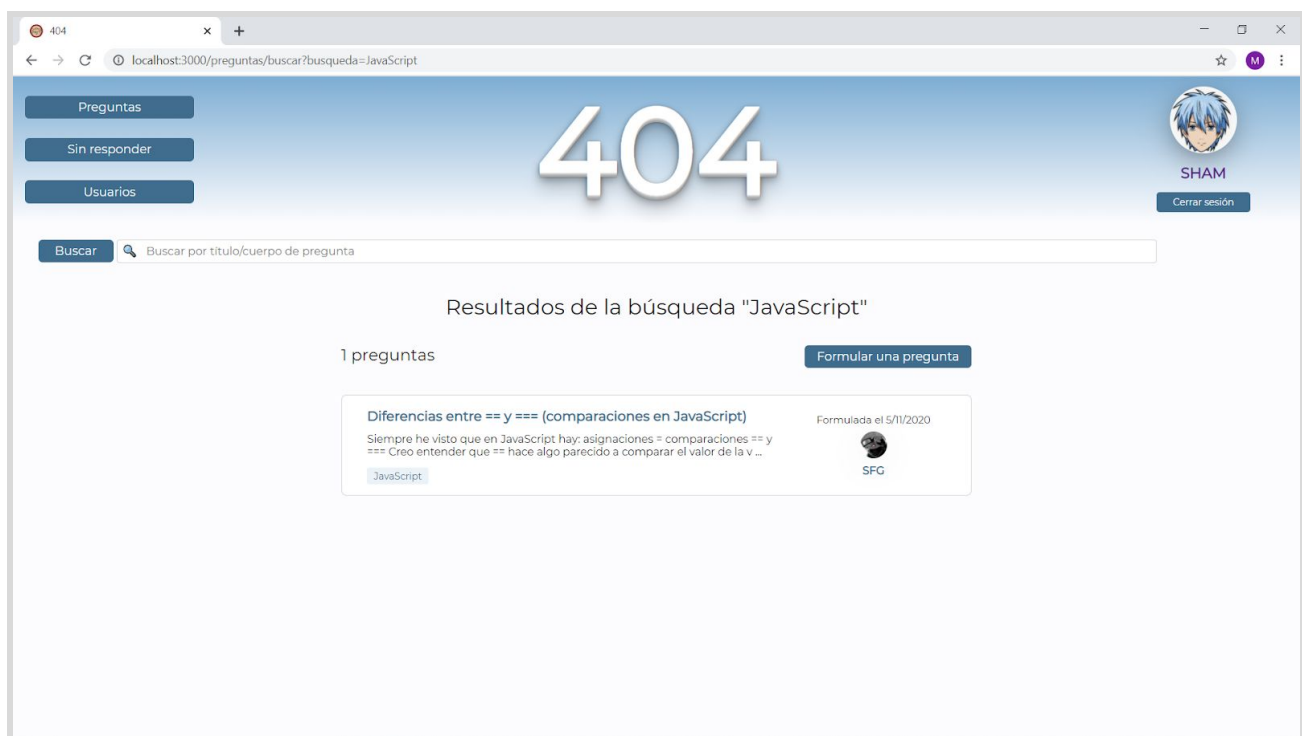 404
localhost:3000/preguntas/buscar?busqueda=JavaScript
M
Preguntas
Sin responder
Usuarios
404
SHAM
Cerrar sesión
Buscar
Buscar por titulo/cuerpo de pregunta
Resultados de la búsqueda "JavaScript"
1 preguntas
Formular una pregunta
Diferencias entre == y === (comparaciones en JavaScript)
Siempre he visto que en JavaScript hay: asignaciones = comparaciones == y
=== Creo entender que == hace algo parecido a comparar el valor de la v ...
JavaScript
Formulada el 5/11/2020
SFG